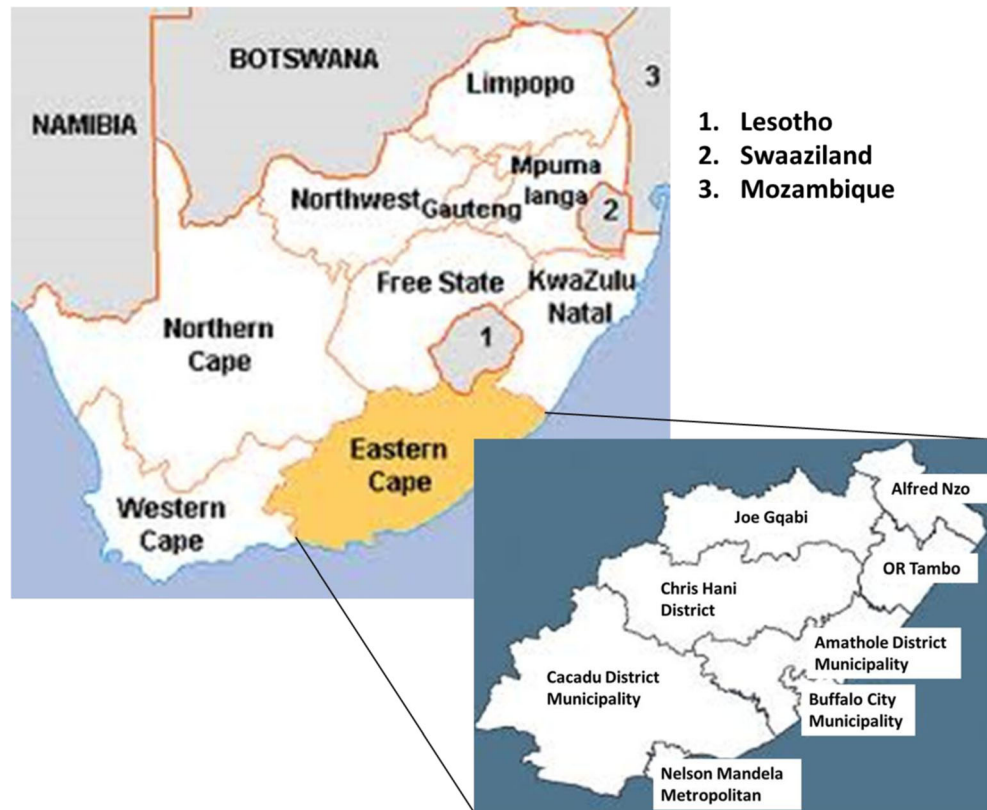 BOTSWANA
NAMIBIA
Limpopo
3
Mpuma
langa
Northwest
Gauteng
2
Free State
KwaZulu
Natal
Northern
Cape
1
Eastern
Cape
Western
Cape
1. Lesotho
2. Swaaziland
3. Mozambique
Alfred Nzo
Joe Gqabi
OR Tambo
Chris Hani
District
Amathole District
Municipality
Cacadu District
Municipality
Buffalo City
Municipality
Nelson Mandela
Metropolitan